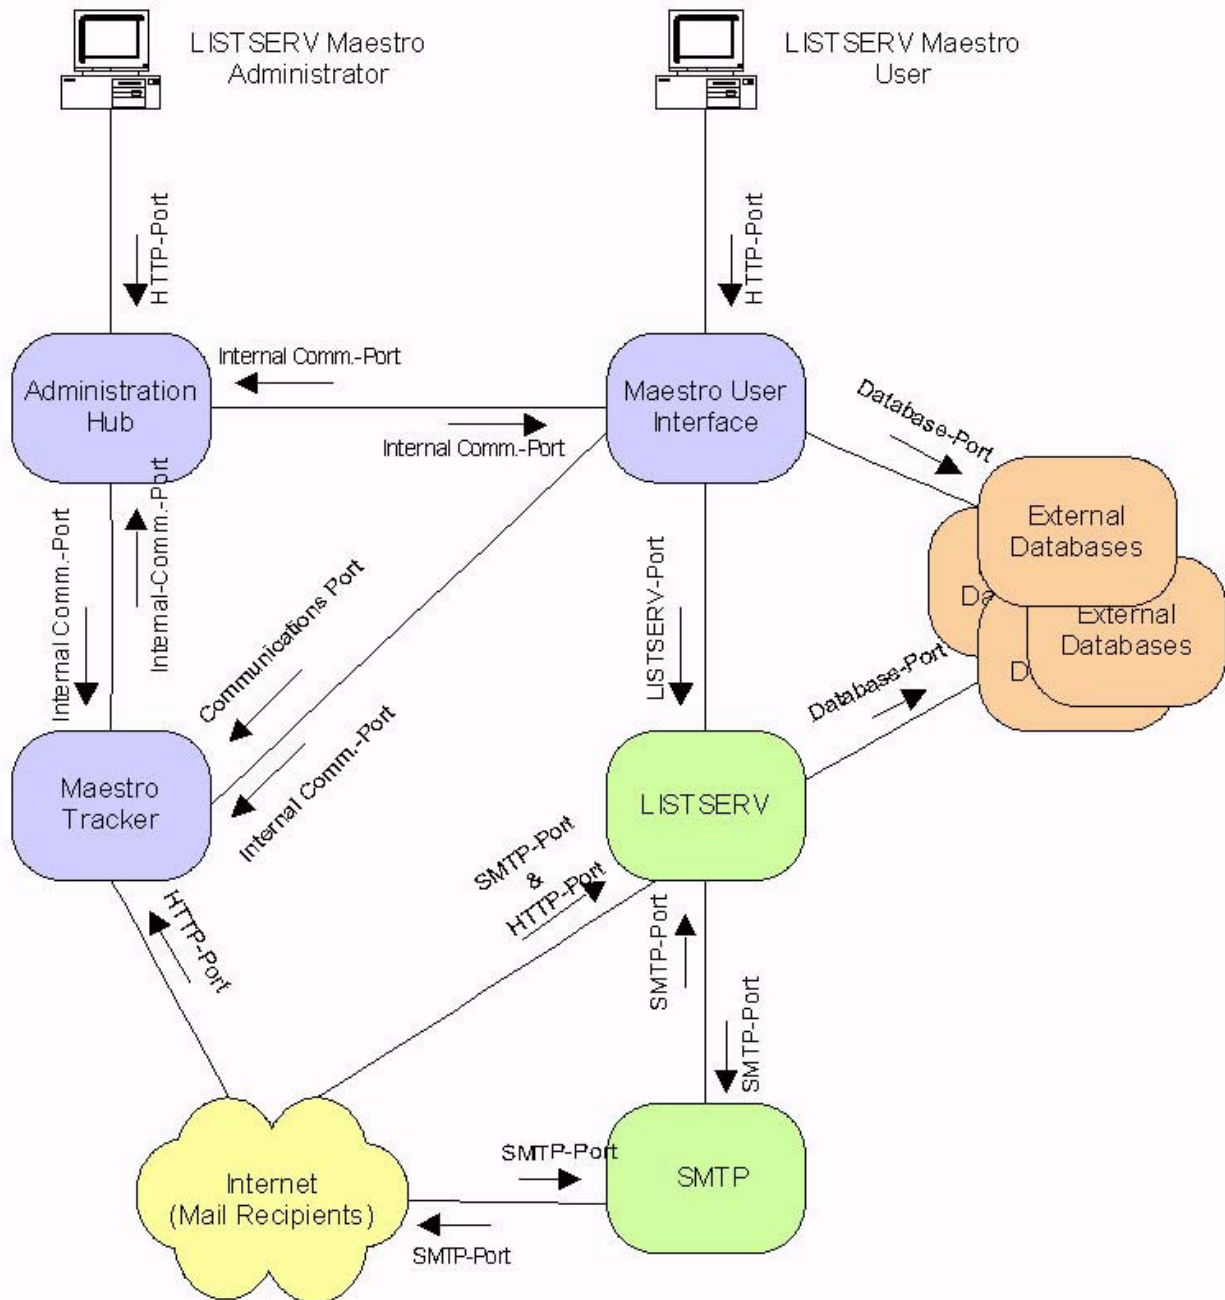 LISTSERV Maestro
Administrator
LISTSERV Maestro
User
HTTP-Port
HTTP-Port
Administration
Hub
Internal Comm.-Port
Internal Comm.-Port
Maestro User
Interface
Database-Port
External
Databases
Da
External
Databases
D
Internal Comm.-Port
Internal-Comm.-Port
Communications Port
Internal Comm.-Port
LISTSERV-Port
Database-Port
Maestro
Tracker
LISTSERV
HTTP-Port
SMTP-Port
&
HTTP-Port
SMTP-Port
SMTP-Port
Internet
(Mail Recipients)
SMTP-Port
SMTP-Port
SMTP